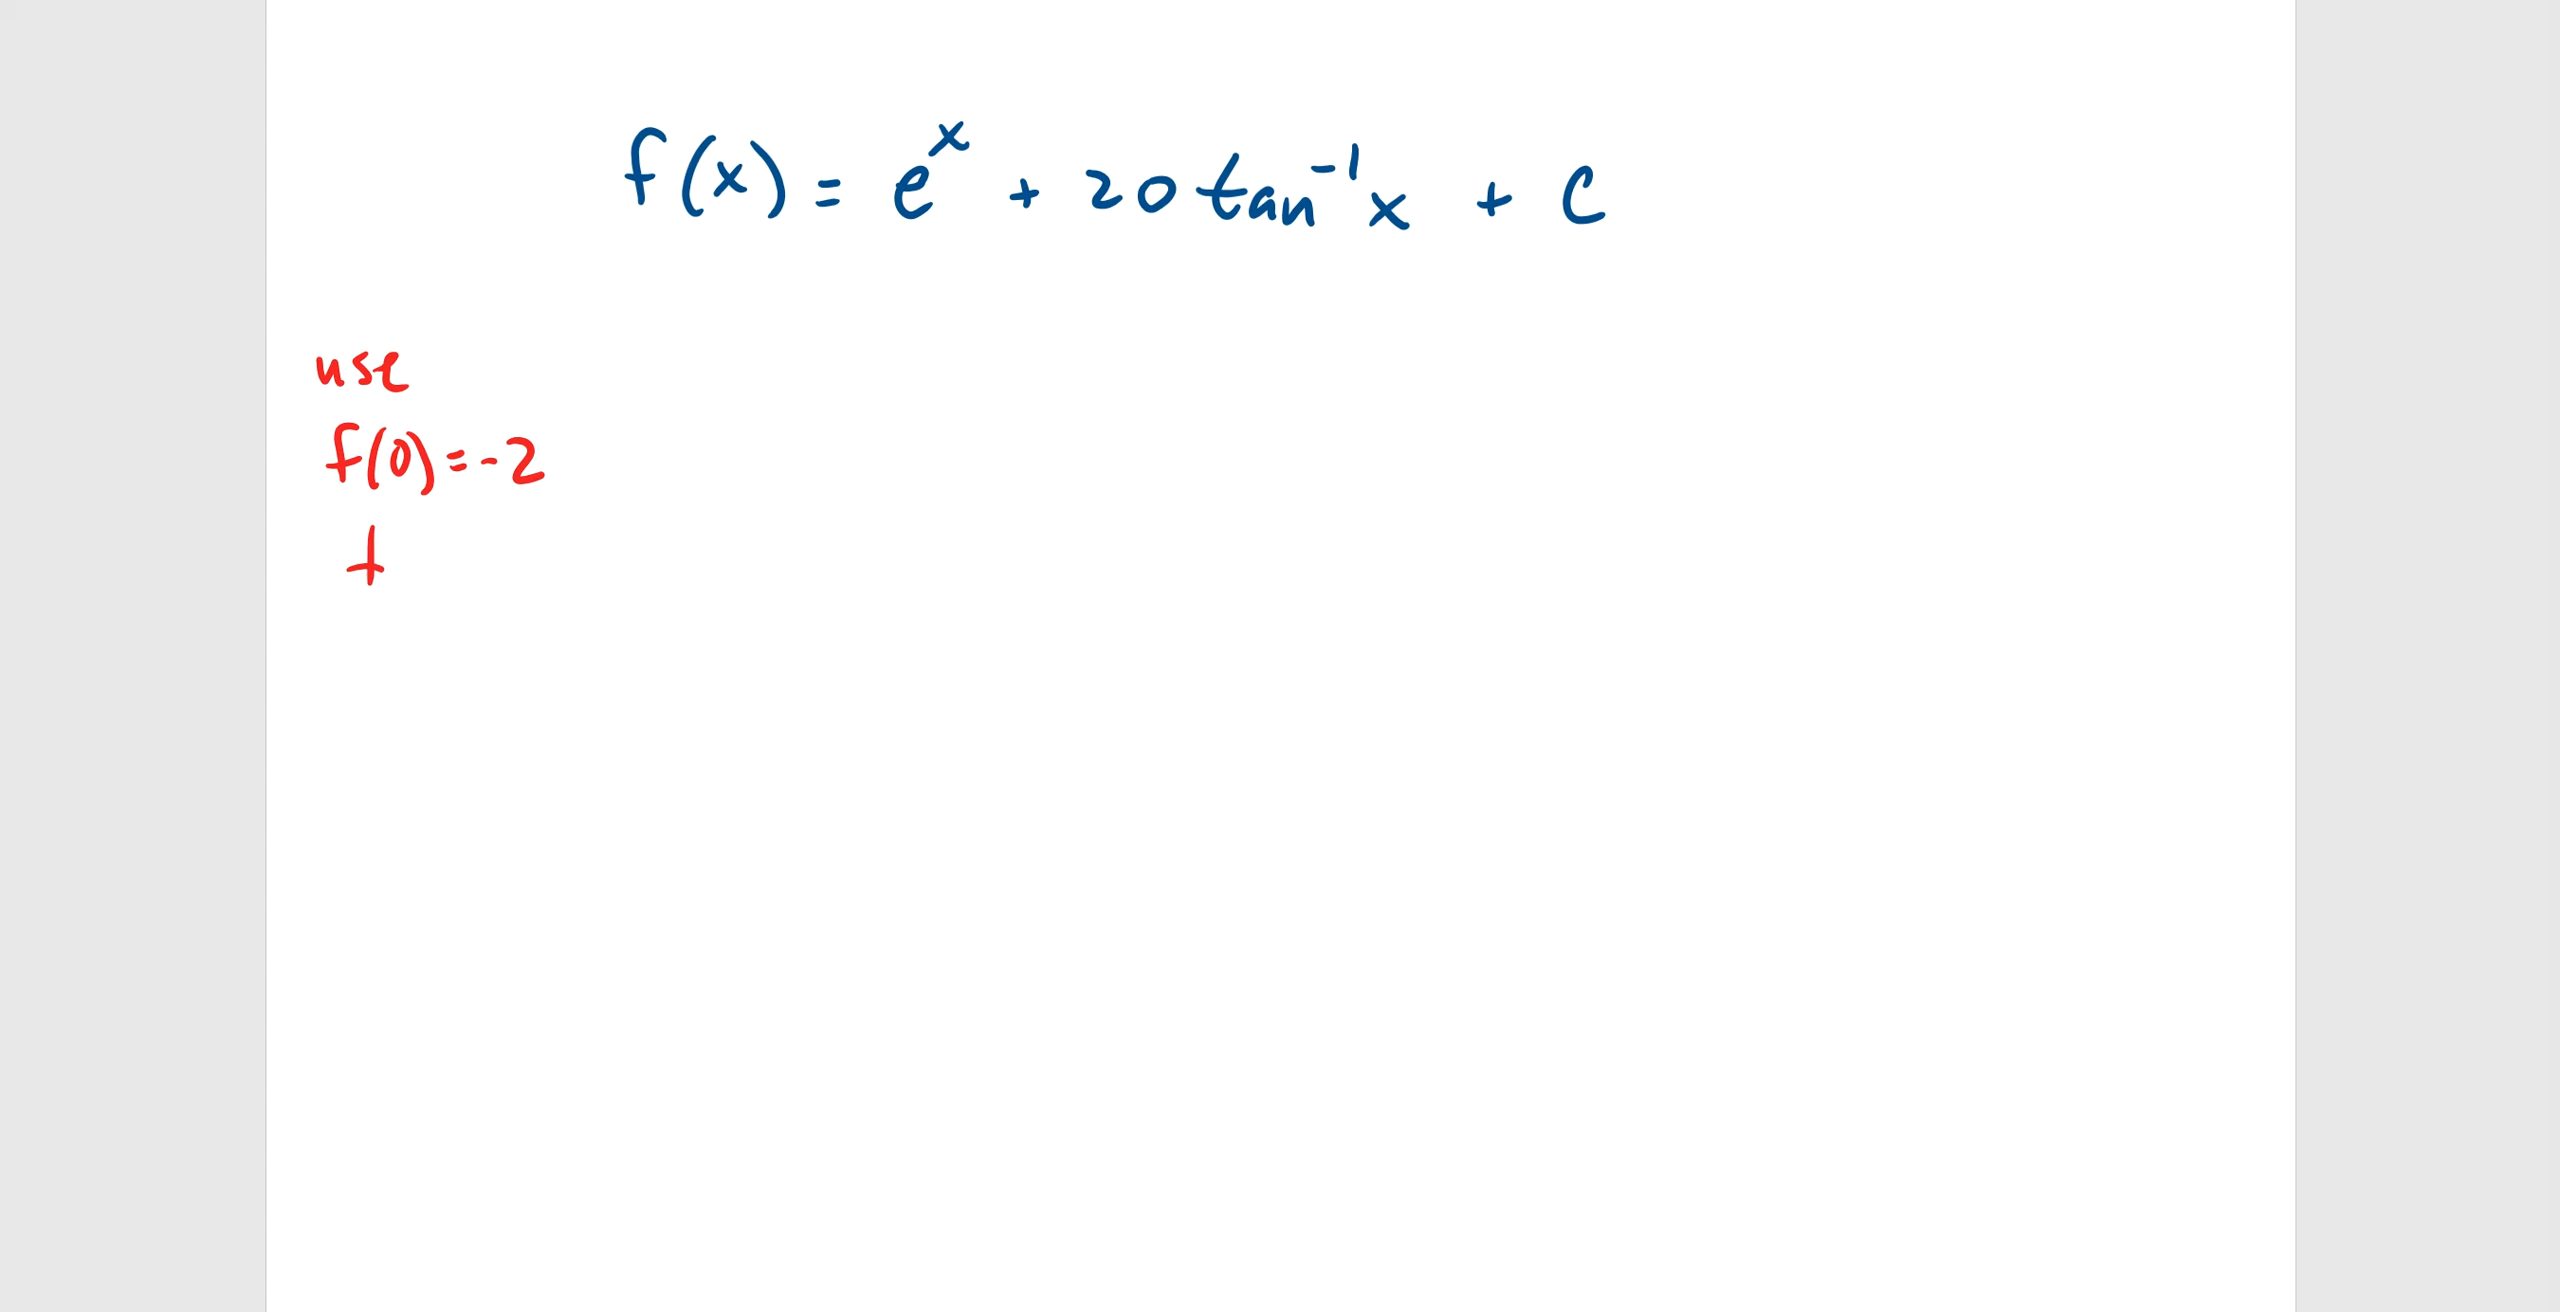 f(x) = e^x + 20 tan^-1 x + C
use
f(0) = -2
t